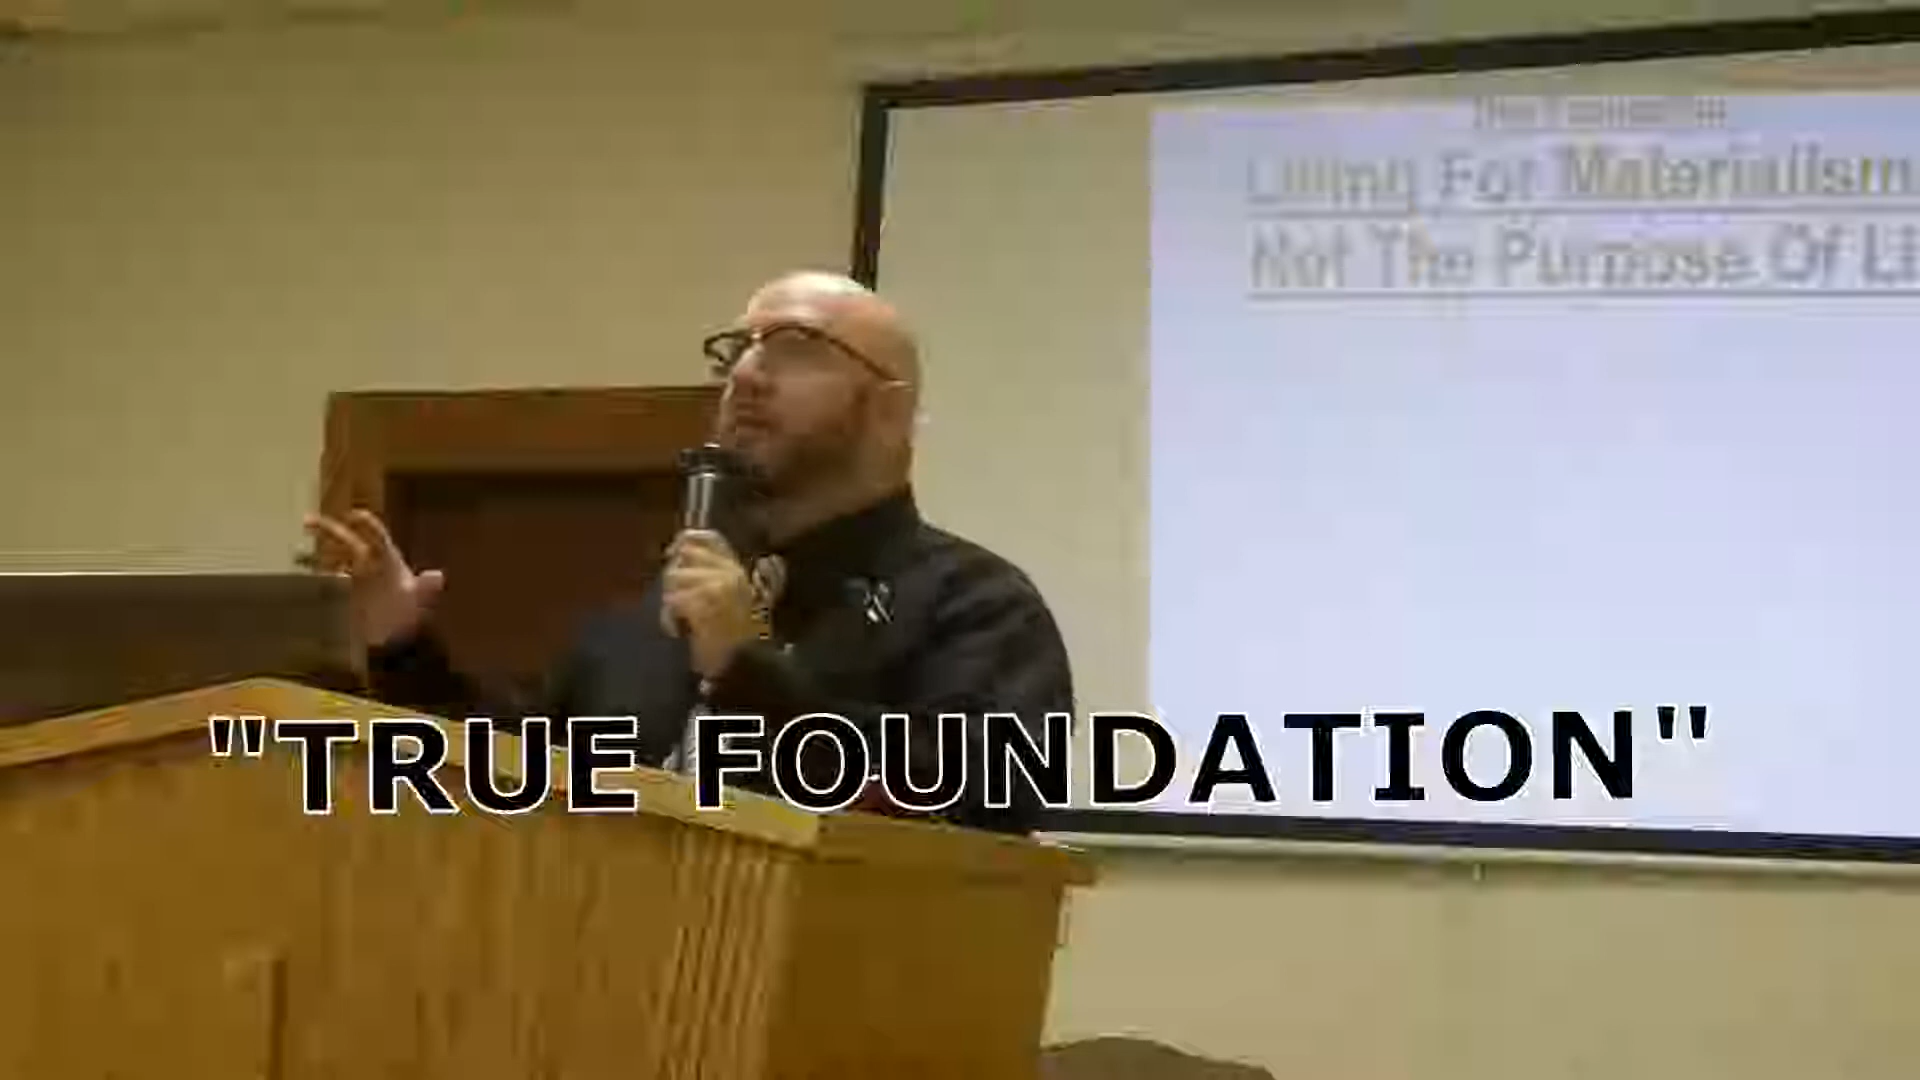 Living For Materialism
Not The Purpose Of Li
"TRUE FOUNDATION"